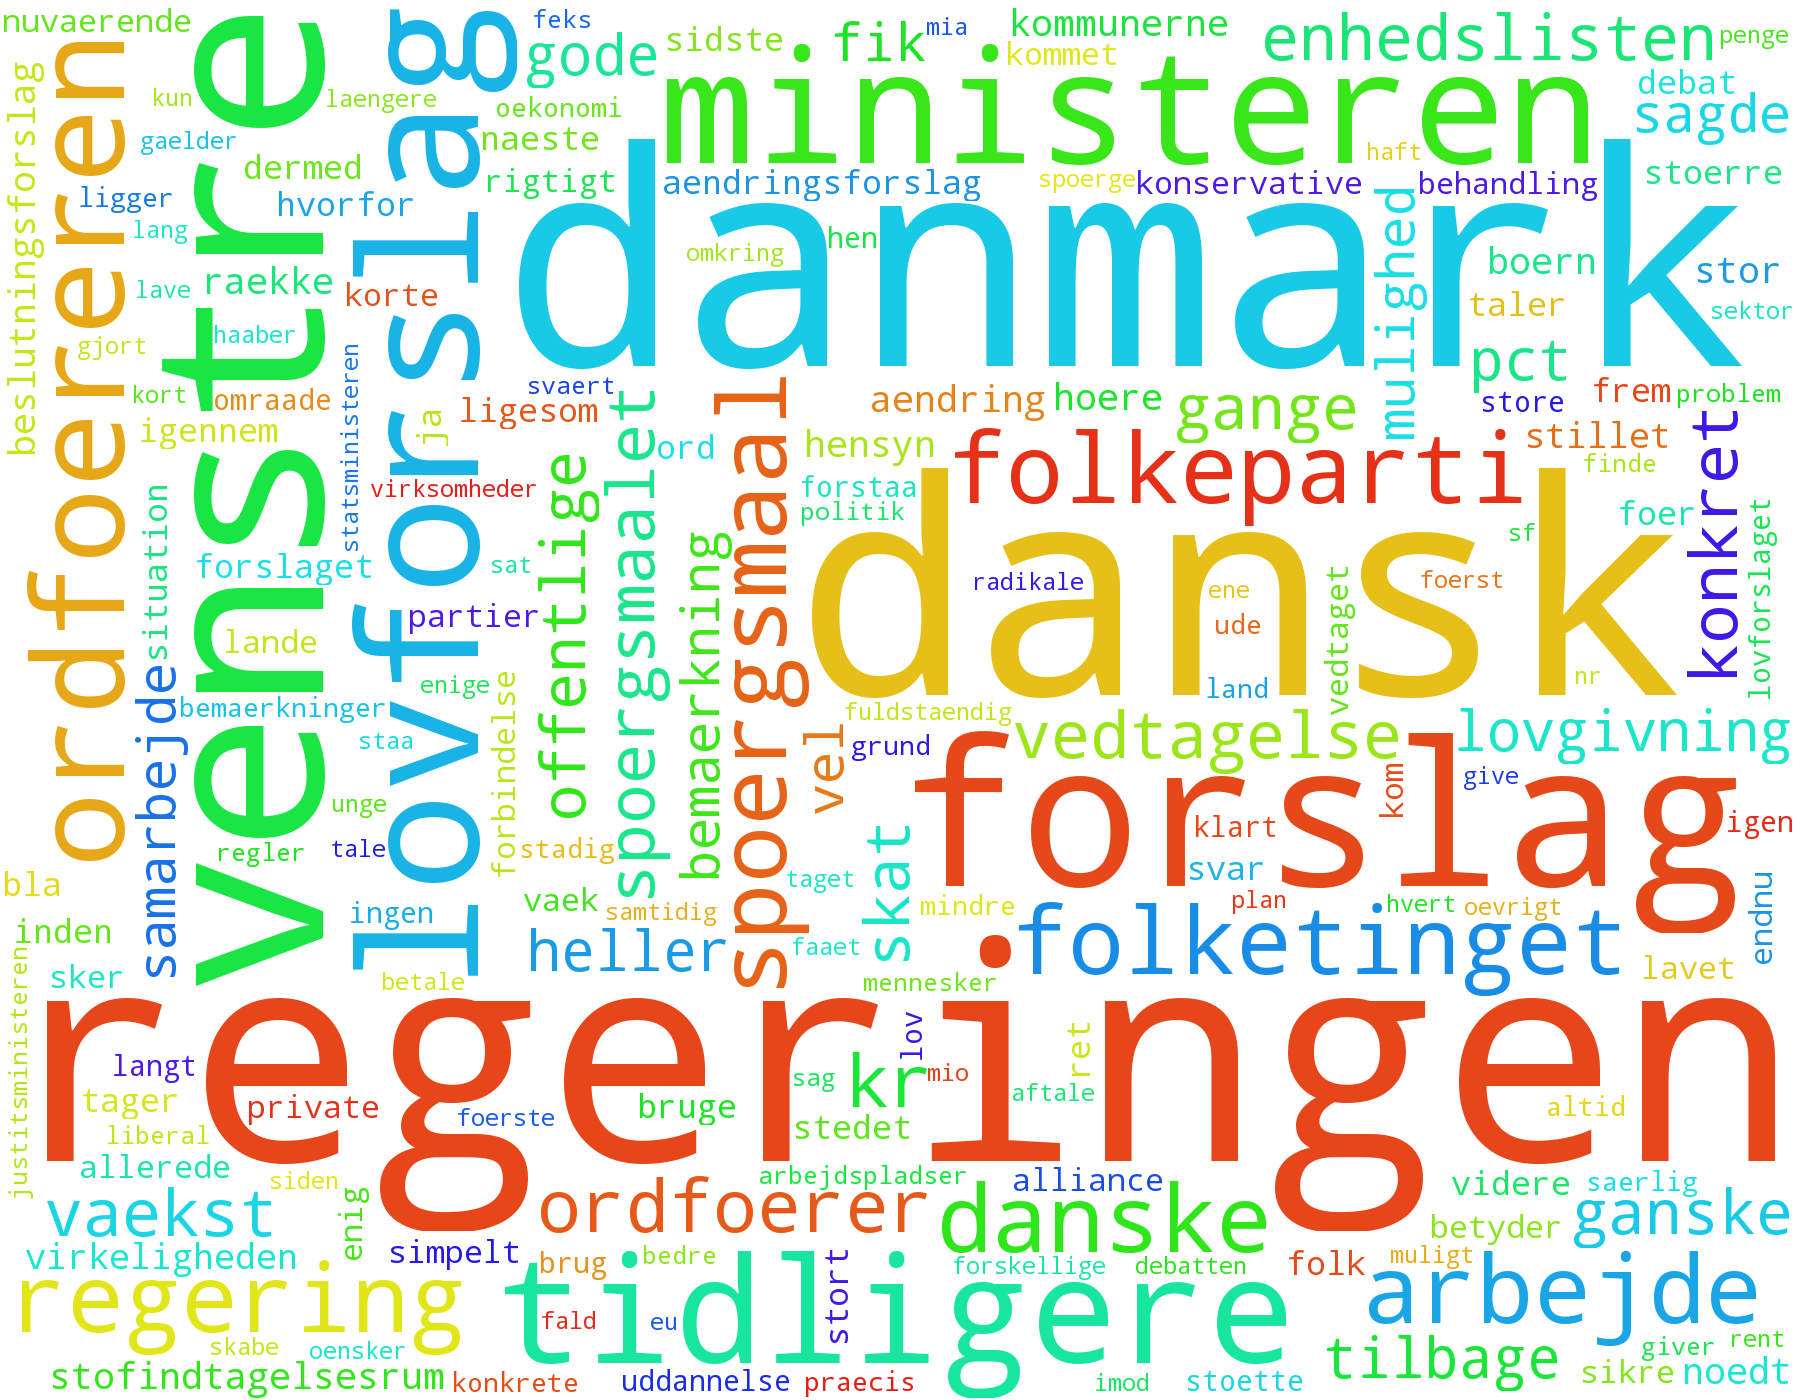 nuvaerende
feks
mia
kommunerne
enhedslisten
penge
sidste
fik
kommet
gode
ministeren
debat
sagde
beslutningsforslag
ordfoereren
venstre
lovforslag
kun
laengere
oekonomi
naeste
gaelder
haft
dermed
rigtigt
aendringsforslag
spoerge
konservative
behandling
stoerre
ligger
hvorfor
danmark
mulighed
lang
hen
omkring
boern
stor
lave
raekke
korte
taler
sektor
haaber
gjort
statsministeren
pct
kort
omraade
svaert
aendring
hoere
gange
store
frem
problem
ja
ligesom
spoergsmaalet
spoergsmaal
igennem
ord
hensyn
folkeparti
stillet
konkret
finde
virksomheder
offentlige
forstaa
politik
dansk
sf
foer
lovforslaget
situation
bemaerkning
forslaget
sat
radikale
ene
foerst
partier
ude
vedtaget
lande
samarbejde
enige
land
nr
bemaerkninger
forbindelse
fuldstaendig
vedtagelse
lovgivning
staa
grund
vel
forslag
kom
give
unge
klart
igen
regler
tale
stadig
skat
svar
bla
taget
endnu
ingen
vaek
samtidig
mindre
plan
hvert
oevrigt
inden
heller
faaet
folketinget
lavet
justitsministeren
sker
betale
mennesker
regeringen
lov
ret
langt
kr
sag
mio
aftale
tager
private
foerste
bruge
altid
liberal
stedet
allerede
siden
arbejdspladser
alliance
videre
saerlig
vaekst
enig
ordfoerer
danske
betyder
ganske
virkeligheden
simpelt
brug
bedre
stort
forskellige
debatten
folk
muligt
regering
tidligere
arbejde
fald
eu
skabe
oensker
tilbage
giver
rent
stofindtagelsesrum
konkrete
uddannelse
praecis
imod
stoette
sikre
noedt